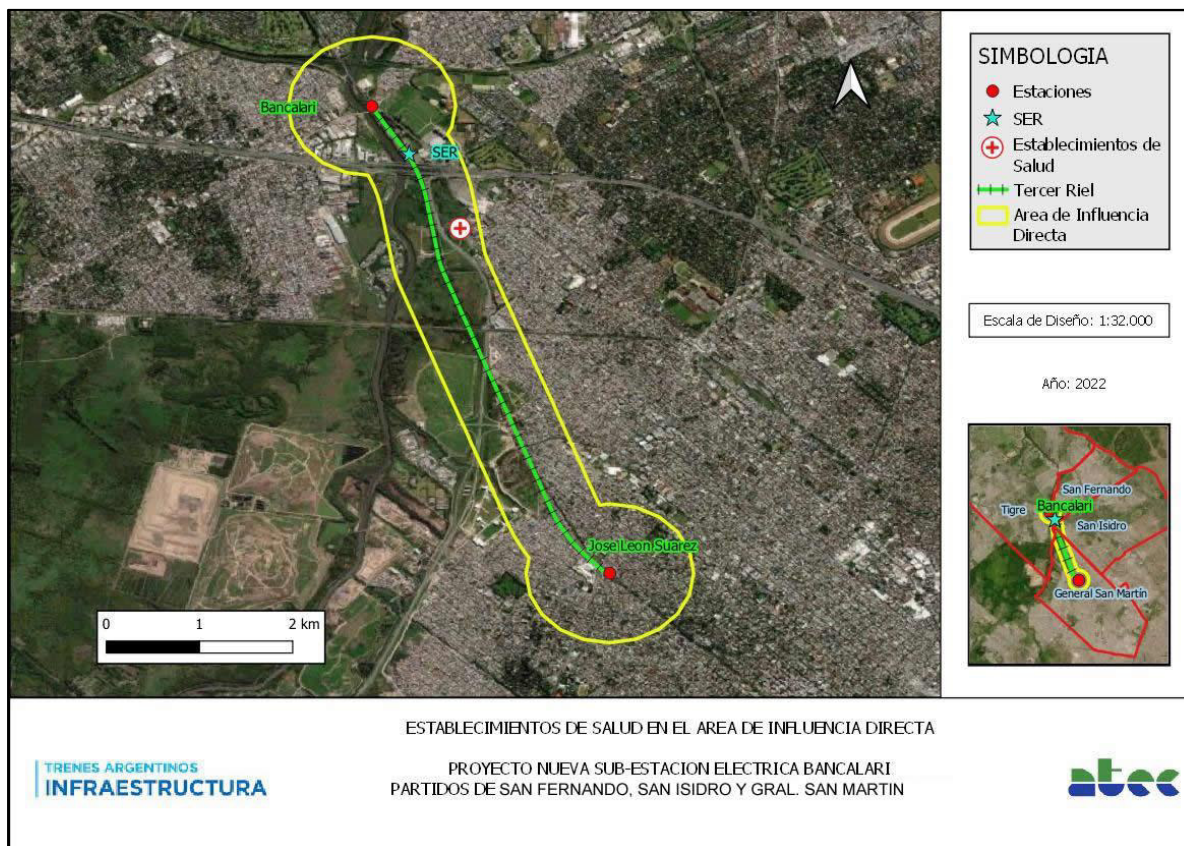 Bancalari
SER
Jose Leon Suarez
0 1 2 km
SIMBOLOGIA
Estaciones
SER
Establecimientos de
Salud
Tercer Riel
Area de Influencia
Directa
Escala de Diseño: 1:32.000
Año: 2022
San Fernando
Tigre
Bancalari
San Isidro
General San Martín
ESTABLECIMIENTOS DE SALUD EN EL AREA DE INFLUENCIA DIRECTA
PROYECTO NUEVA SUB-ESTACION ELECTRICA BANCALARI
PARTIDOS DE SAN FERNANDO, SAN ISIDRO Y GRAL. SAN MARTIN
TRENES ARGENTINOS
INFRAESTRUCTURA
atec